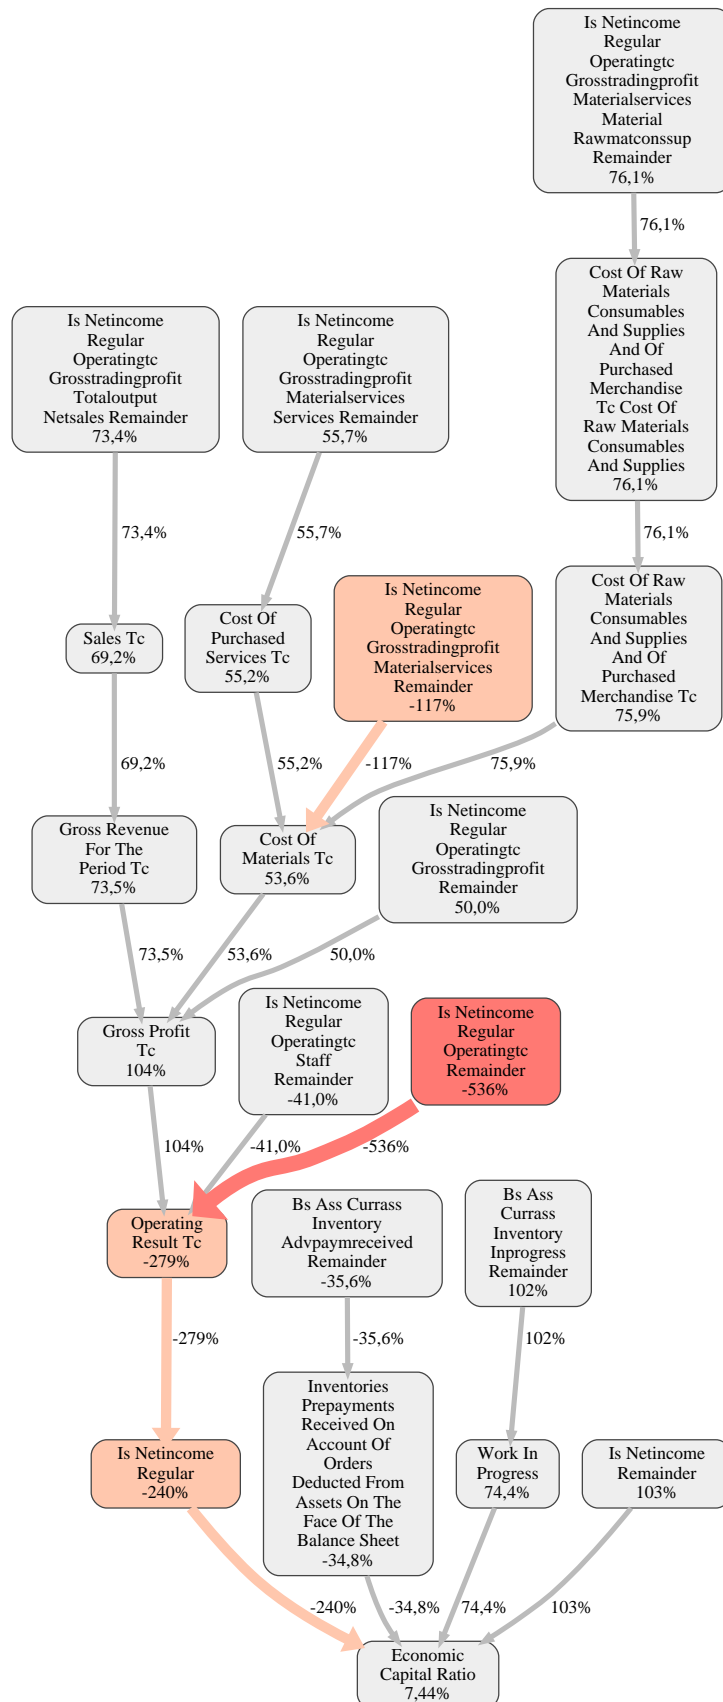 Is Netincome
Regular
Operatingtc
Grosstradingprofit
Materialservices
Material
Rawmatconssup
Remainder
76,1%
76,1%
Cost Of Raw
Materials
Consumables
And Supplies
And Of
Purchased
Merchandise
Tc Cost Of
Raw Materials
Consumables
And Supplies
76,1%
Is Netincome
Regular
Operatingtc
Grosstradingprofit
Totaloutput
Netsales Remainder
73,4%
Is Netincome
Regular
Operatingtc
Grosstradingprofit
Materialservices
Services Remainder
55,7%
73,4%
55,7%
76,1%
Sales Tc
69,2%
Cost Of
Purchased
Services Tc
55,2%
Is Netincome
Regular
Operatingtc
Grosstradingprofit
Materialservices
Remainder
-117%
Cost Of Raw
Materials
Consumables
And Supplies
And Of
Purchased
Merchandise Tc
75,9%
69,2%
55,2%
-117%
75,9%
Gross Revenue
For The
Period Tc
73,5%
Cost Of
Materials Tc
53,6%
Is Netincome
Regular
Operatingtc
Grosstradingprofit
Remainder
50,0%
73,5%
53,6%
50,0%
Gross Profit
Tc
104%
Is Netincome
Regular
Operatingtc
Staff
Remainder
-41,0%
Is Netincome
Regular
Operatingtc
Remainder
-536%
104%
-41,0%
-536%
Operating
Result Tc
-279%
Bs Ass Currass
Inventory
Advpaymreceived
Remainder
-35,6%
Bs Ass
Currass
Inventory
Inprogress
Remainder
102%
-279%
-35,6%
102%
Is Netincome
Regular
-240%
Inventories
Prepayments
Received On
Account Of
Orders
Deducted From
Assets On The
Face Of The
Balance Sheet
-34,8%
Work In
Progress
74,4%
Is Netincome
Remainder
103%
-240%
-34,8%
74,4%
103%
Economic
Capital Ratio
7,44%